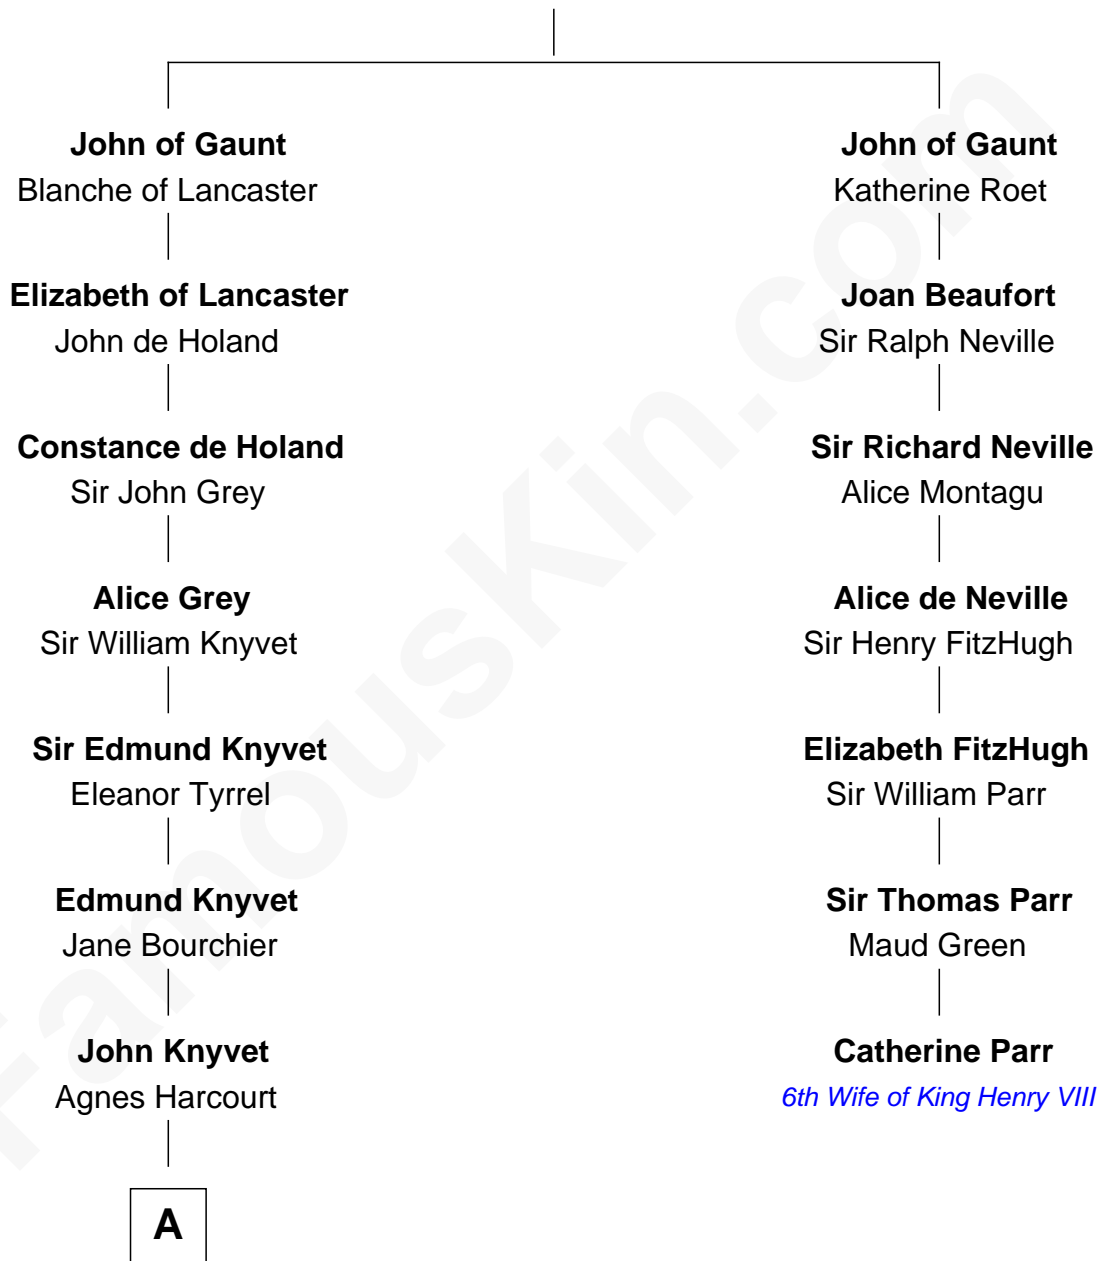 John of Gaunt
Blanche of Lancaster
Elizabeth of Lancaster
John de Holand
Constance de Holand
Sir John Grey
Alice Grey
Sir William Knyvet
Sir Edmund Knyvet
Eleanor Tyrrel
Edmund Knyvet
Jane Bourchier
John Knyvet
Agnes Harcourt
A
John of Gaunt
Katherine Roet
Joan Beaufort
Sir Ralph Neville
Sir Richard Neville
Alice Montagu
Alice de Neville
Sir Henry FitzHugh
Elizabeth FitzHugh
Sir William Parr
Sir Thomas Parr
Maud Green
Catherine Parr
6th Wife of King Henry VIII
FamousKin.com